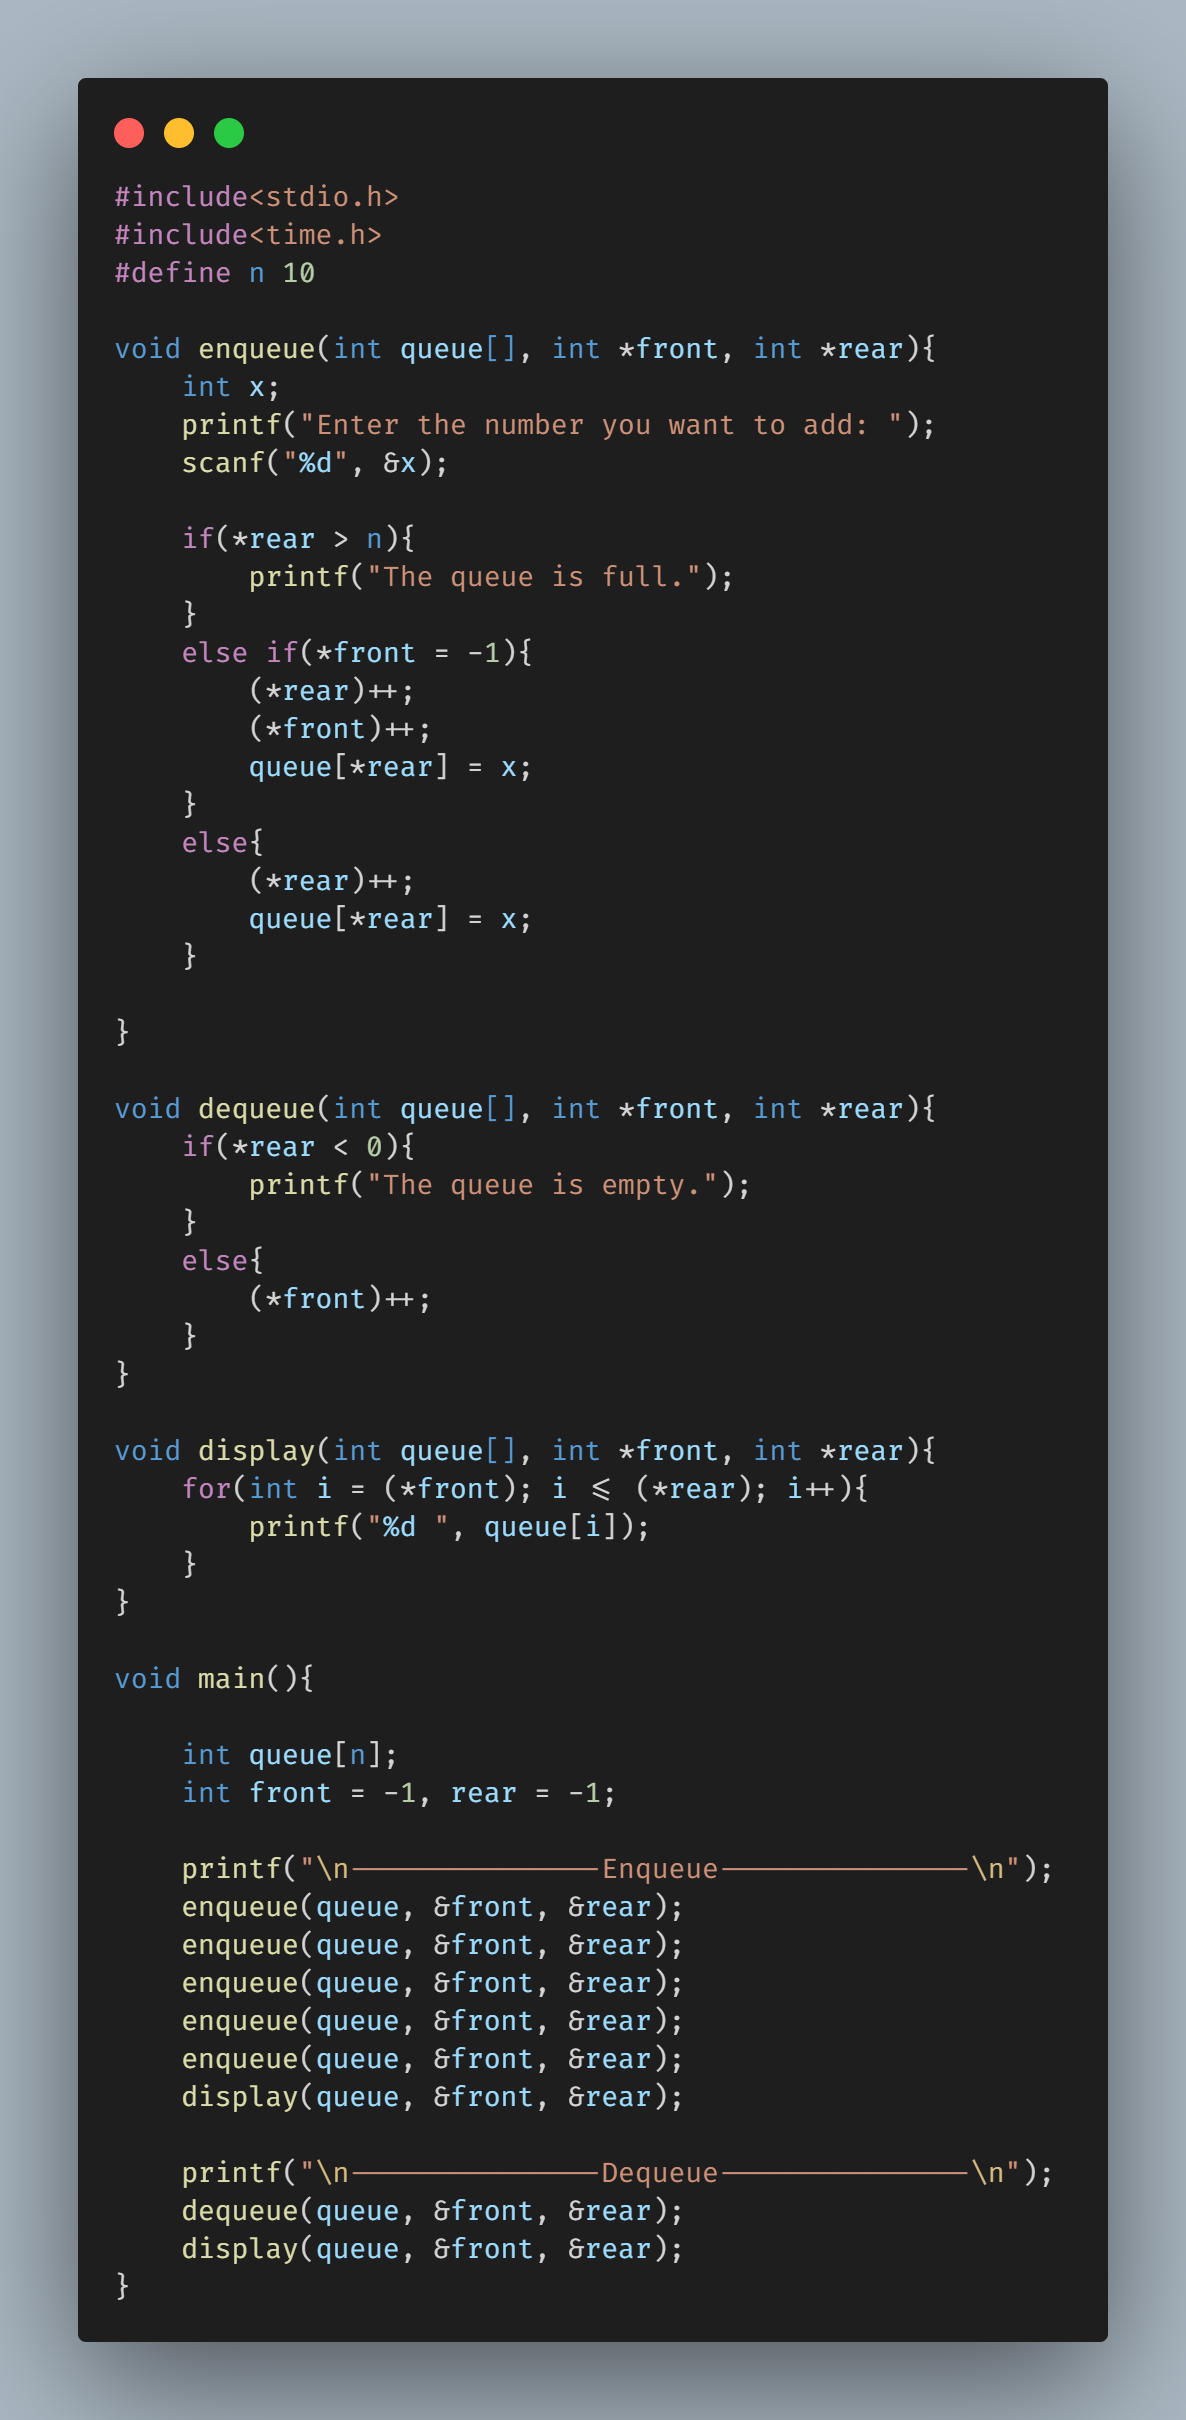 #include<stdio.h>
#include<time.h>
#define n 10
void enqueue(int queue[], int *front, int *rear){
    int x;
    printf("Enter the number you want to add: ");
    scanf("%d", &x);
    if(*rear > n){
        printf("The queue is full.");
    }
    else if(*front = -1){
        (*rear)++;
        (*front)++;
        queue[*rear] = x;
    }
    else{
        (*rear)++;
        queue[*rear] = x;
    }
}
void dequeue(int queue[], int *front, int *rear){
    if(*rear < 0){
        printf("The queue is empty.");
    }
    else{
        (*front)++;
    }
}
void display(int queue[], int *front, int *rear){
    for(int i = (*front); i <= (*rear); i++){
        printf("%d ", queue[i]);
    }
}
void main(){
    int queue[n];
    int front = -1, rear = -1;
    printf("\n---------------Enqueue---------------\n");
    enqueue(queue, &front, &rear);
    enqueue(queue, &front, &rear);
    enqueue(queue, &front, &rear);
    enqueue(queue, &front, &rear);
    enqueue(queue, &front, &rear);
    display(queue, &front, &rear);
    printf("\n---------------Dequeue---------------\n");
    dequeue(queue, &front, &rear);
    display(queue, &front, &rear);
}